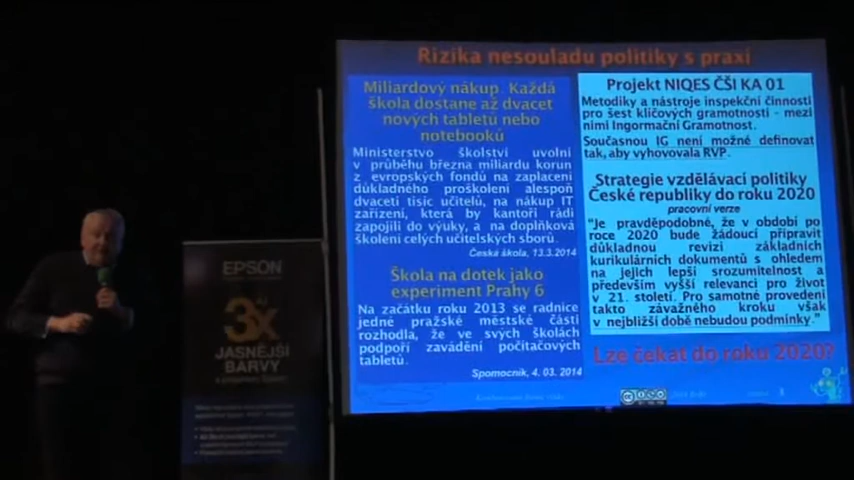 Rizika nesouladu politiky s praxí
Miliardový nákup. Každá
škola dostane až dvacet
nových tabletů nebo
notebooků
Ministerstvo školství uvolní
v průběhu března miliardu korun
z evropských fondů na zaplacení
důkladného proškolení alespoň
dvaceti tisíc učitelů, na nákup IT
zařízení, která by kantoři rádi
zapojili do výuky, a na doplňková
školení celých učitelských sborů.
Česká škola, 13.3.2014
Škola na dotek jako
experiment Prahy 6
Na začátku roku 2013 se radnice
jedné pražské městské části
rozhodla, že ve svých školách
podpoří zavádění počítačových
tabletů.
Spomocník, 4. 03. 2014
Projekt NIQES ČŠI KA 01
Metodiky a nástroje inspekční činnosti
pro šest klíčových gramotností - mezi
nimi Ingormační Gramotnost.
Současnou IG není možné definovat
tak, aby vyhovovala RVP.
Strategie vzdělávací politiky
České republiky do roku 2020
pracovní verze
"Je pravděpodobné, že v období po
roce 2020 bude žádoucí připravit
důkladnou revizi základních
kurikulárních dokumentů s ohledem
na jejich lepší srozumitelnost a
především vyšší relevanci pro život
v 21. století. Pro samotné provedení
takto závažného kroku však
v nejbližší době nebudou podmínky".
Lze čekat do roku 2020?
EPSON
AŽ
3X
JASNĚJŠÍ
BARVY